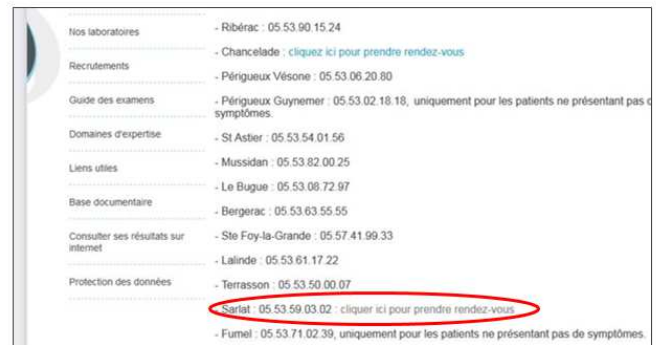 Nos laboratoires
Recrutements
Guide des examens
Domaines d'expertise
Liens utiles
Base documentaire
Consulter ses résultats sur
internet
Protection des données
- Ribérac : 05.53.90.15.24
- Chancelade : cliquez ici pour prendre rendez-vous
- Périgueux Vésone : 05.53.06.20.80
- Périgueux Guynemer : 05.53.02.18.18, uniquement pour les patients ne présentant pas
symptômes.
- St Astier : 05.53.54.01.56
- Mussidan : 05.53.82.00.25
- Le Bugue : 05.53.08.72.97
- Bergerac : 05.53.63.55.55
- Ste Foy-la-Grande : 05.57.41.99.33
- Lalinde : 05.53.61.17.22
- Terrasson : 05.53.50.00.07
- Sarlat : 05.53.59.03.02 : cliquer ici pour prendre rendez-vous
- Fumel : 05.53.71.02.39, uniquement pour les patients ne présentant pas de symptômes.